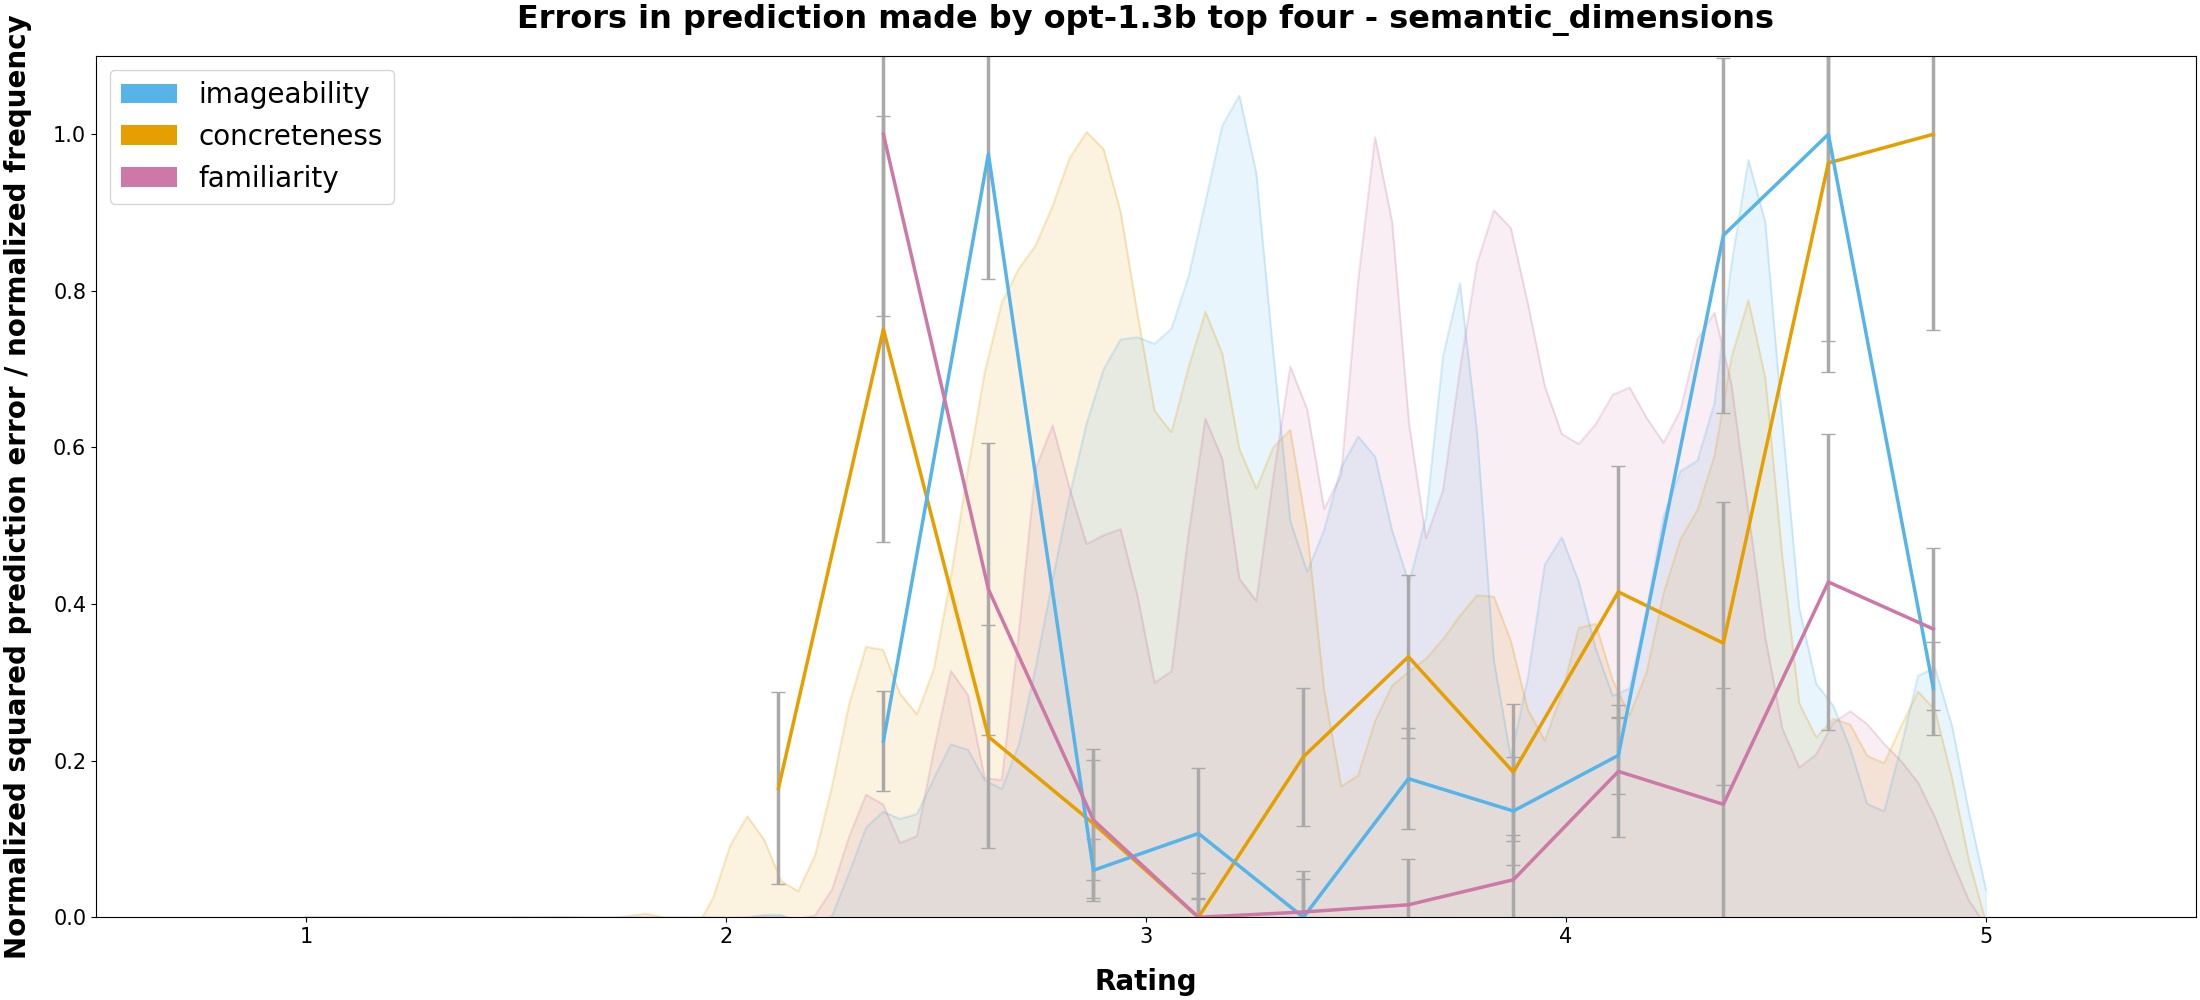 Errors in prediction made by opt-1.3b top four - semantic_dimensions
Normalized squared prediction error / normalized frequency
imageability
concreteness
familiarity
1.0
0.8
0.6
0.4
0.2
0.0
1 2 3 4 5
Rating